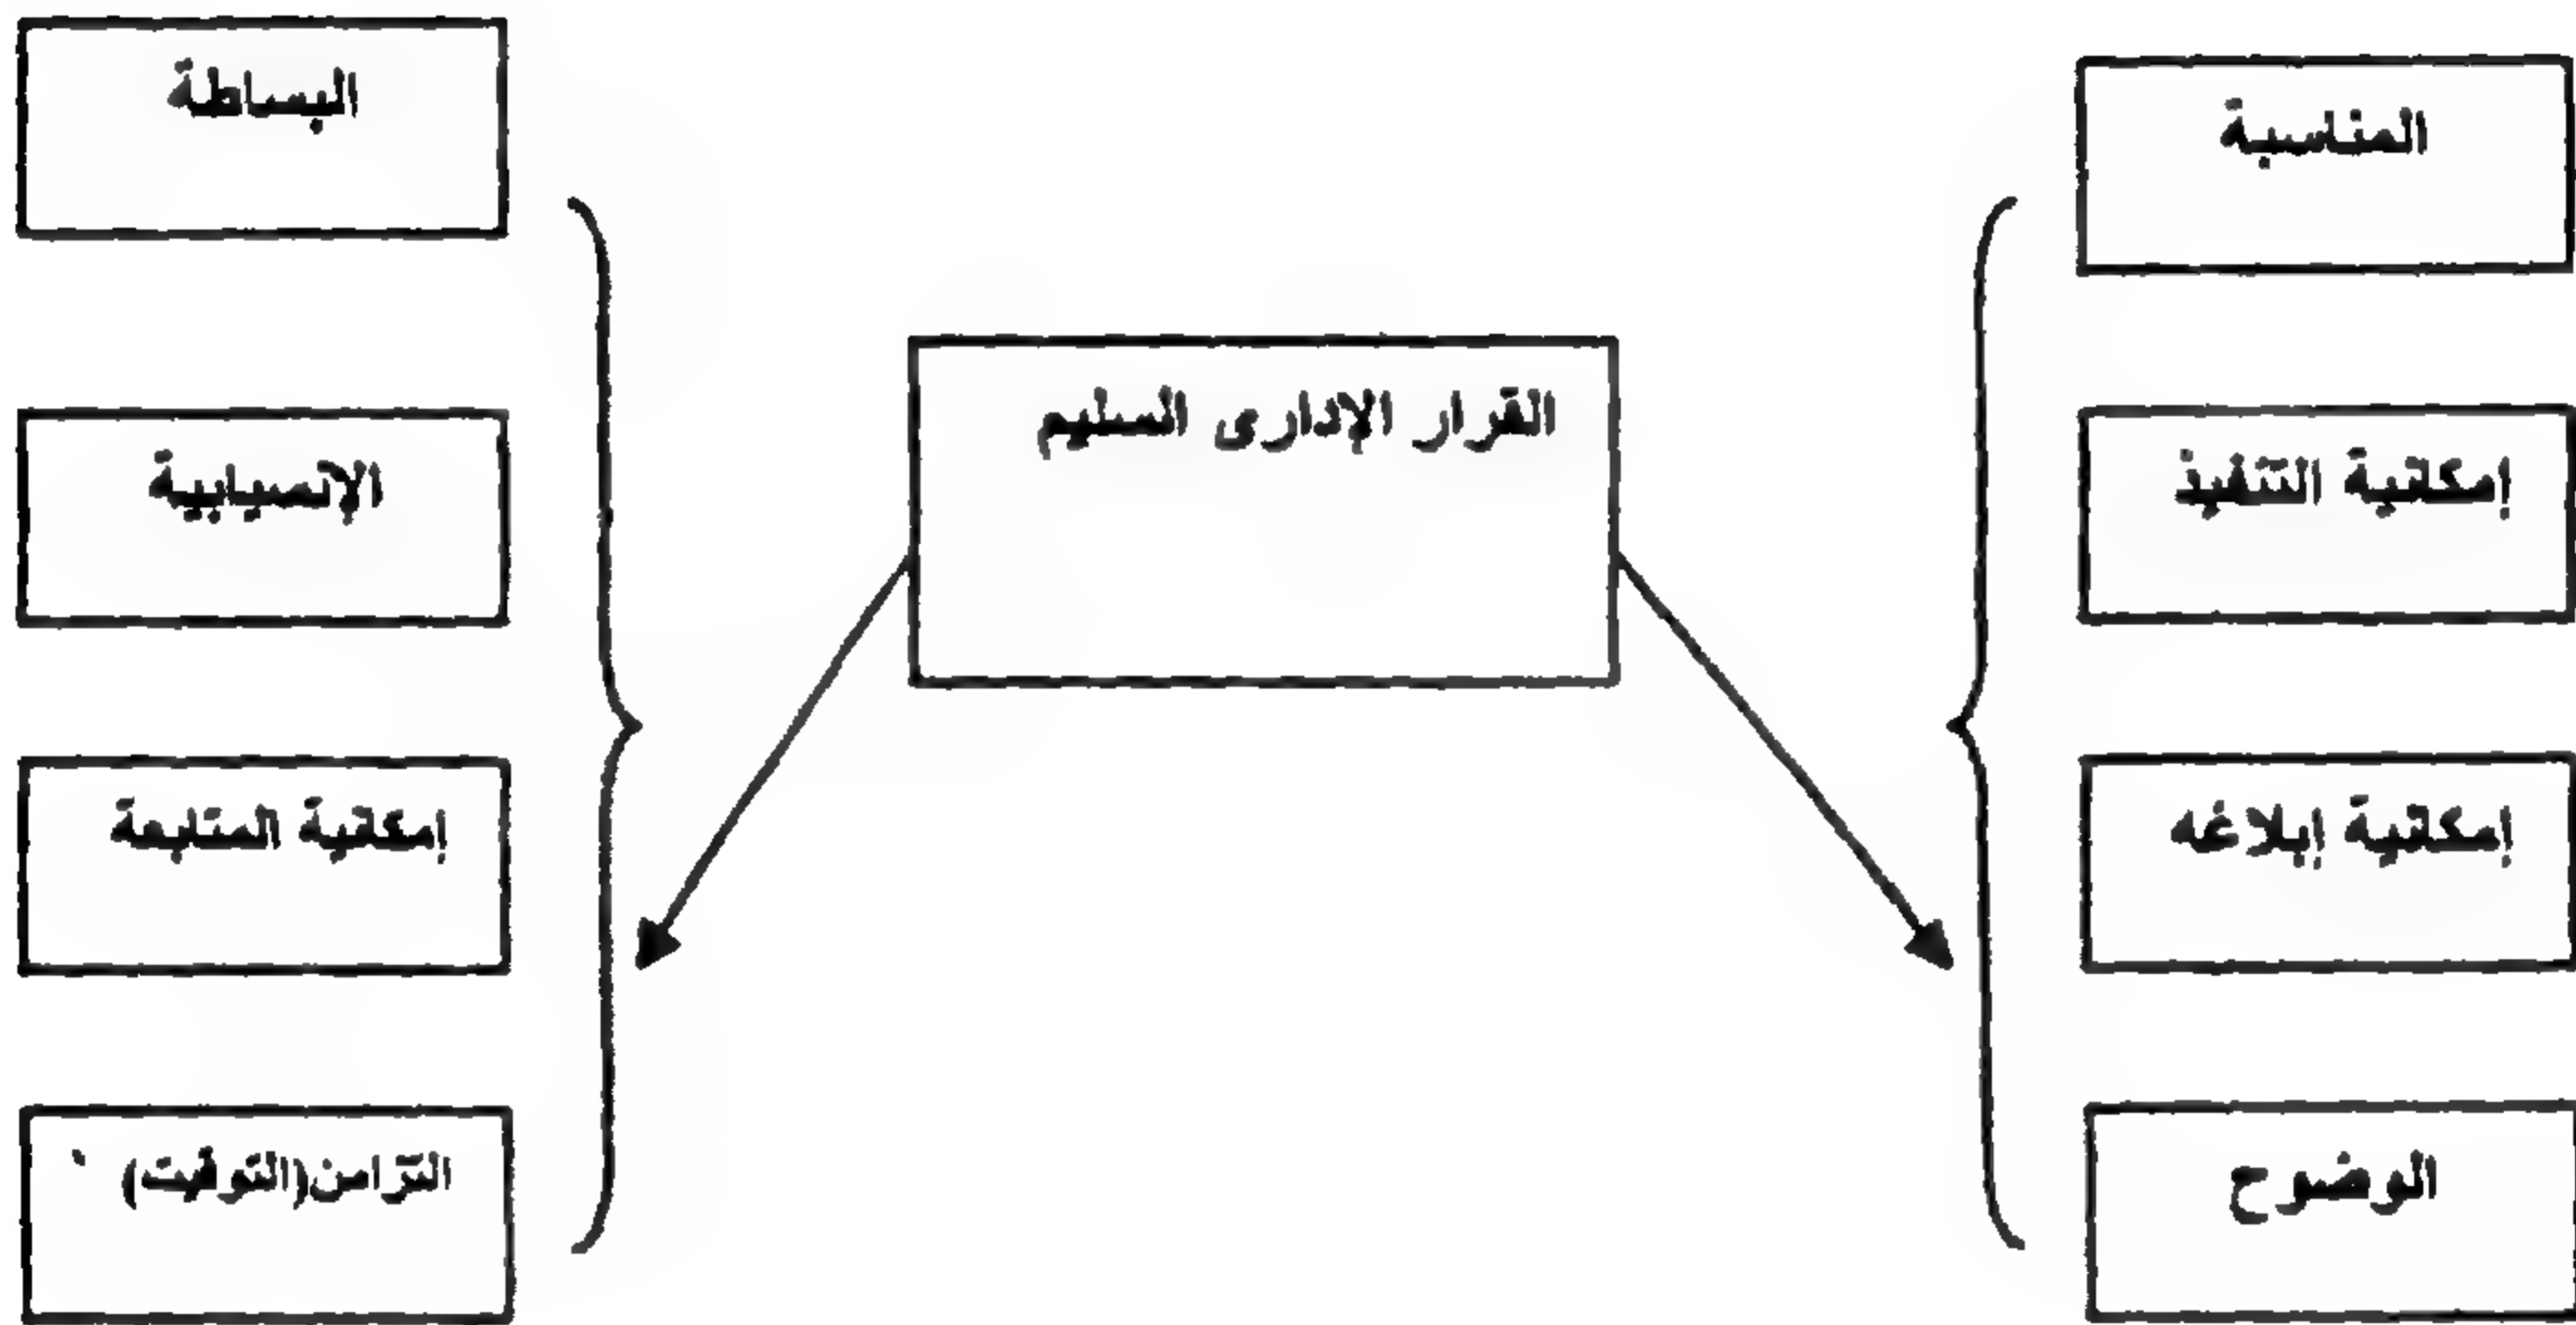 المناسبة
إمكانية التنفيذ
إمكانية إبلاغه
الوضوح
القرار الإدارى السليم
البساطة
الإنسيابية
إمكانية المتابعة
التزامن(التوقيت)